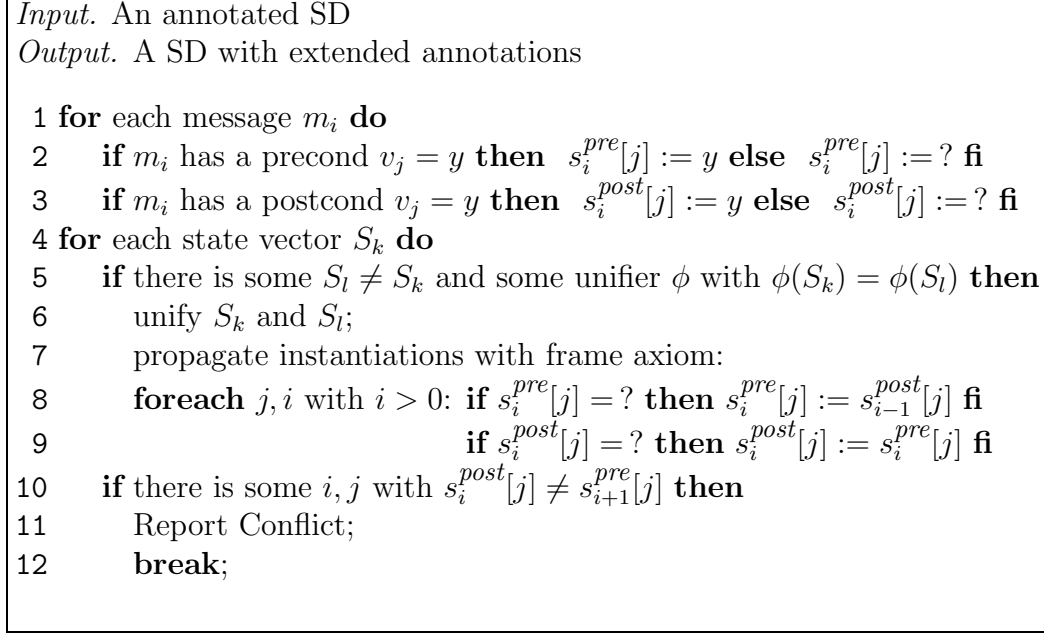 Input. An annotated SD
Output. A SD with extended annotations
1 for each message $m_i$ do
2 if $m_i$ has a precond $v_j = y$ then $s_i^{pre}[j] := y$ else $s_i^{pre}[j] := ?$ fi
3 if $m_i$ has a postcond $v_j = y$ then $s_i^{post}[j] := y$ else $s_i^{post}[j] := ?$ fi
4 for each state vector $S_k$ do
5 if there is some $S_l \neq S_k$ and some unifier $\phi$ with $\phi(S_k) = \phi(S_l)$ then
6 unify $S_k$ and $S_l$;
7 propagate instantiations with frame axiom:
8 foreach $j, i$ with $i > 0$: if $s_i^{pre}[j] = ?$ then $s_i^{pre}[j] := s_{i-1}^{post}[j]$ fi
9 if $s_i^{post}[j] = ?$ then $s_i^{post}[j] := s_i^{pre}[j]$ fi
10 if there is some $i, j$ with $s_i^{post}[j] \neq s_{i+1}^{pre}[j]$ then
11 Report Conflict;
12 break;